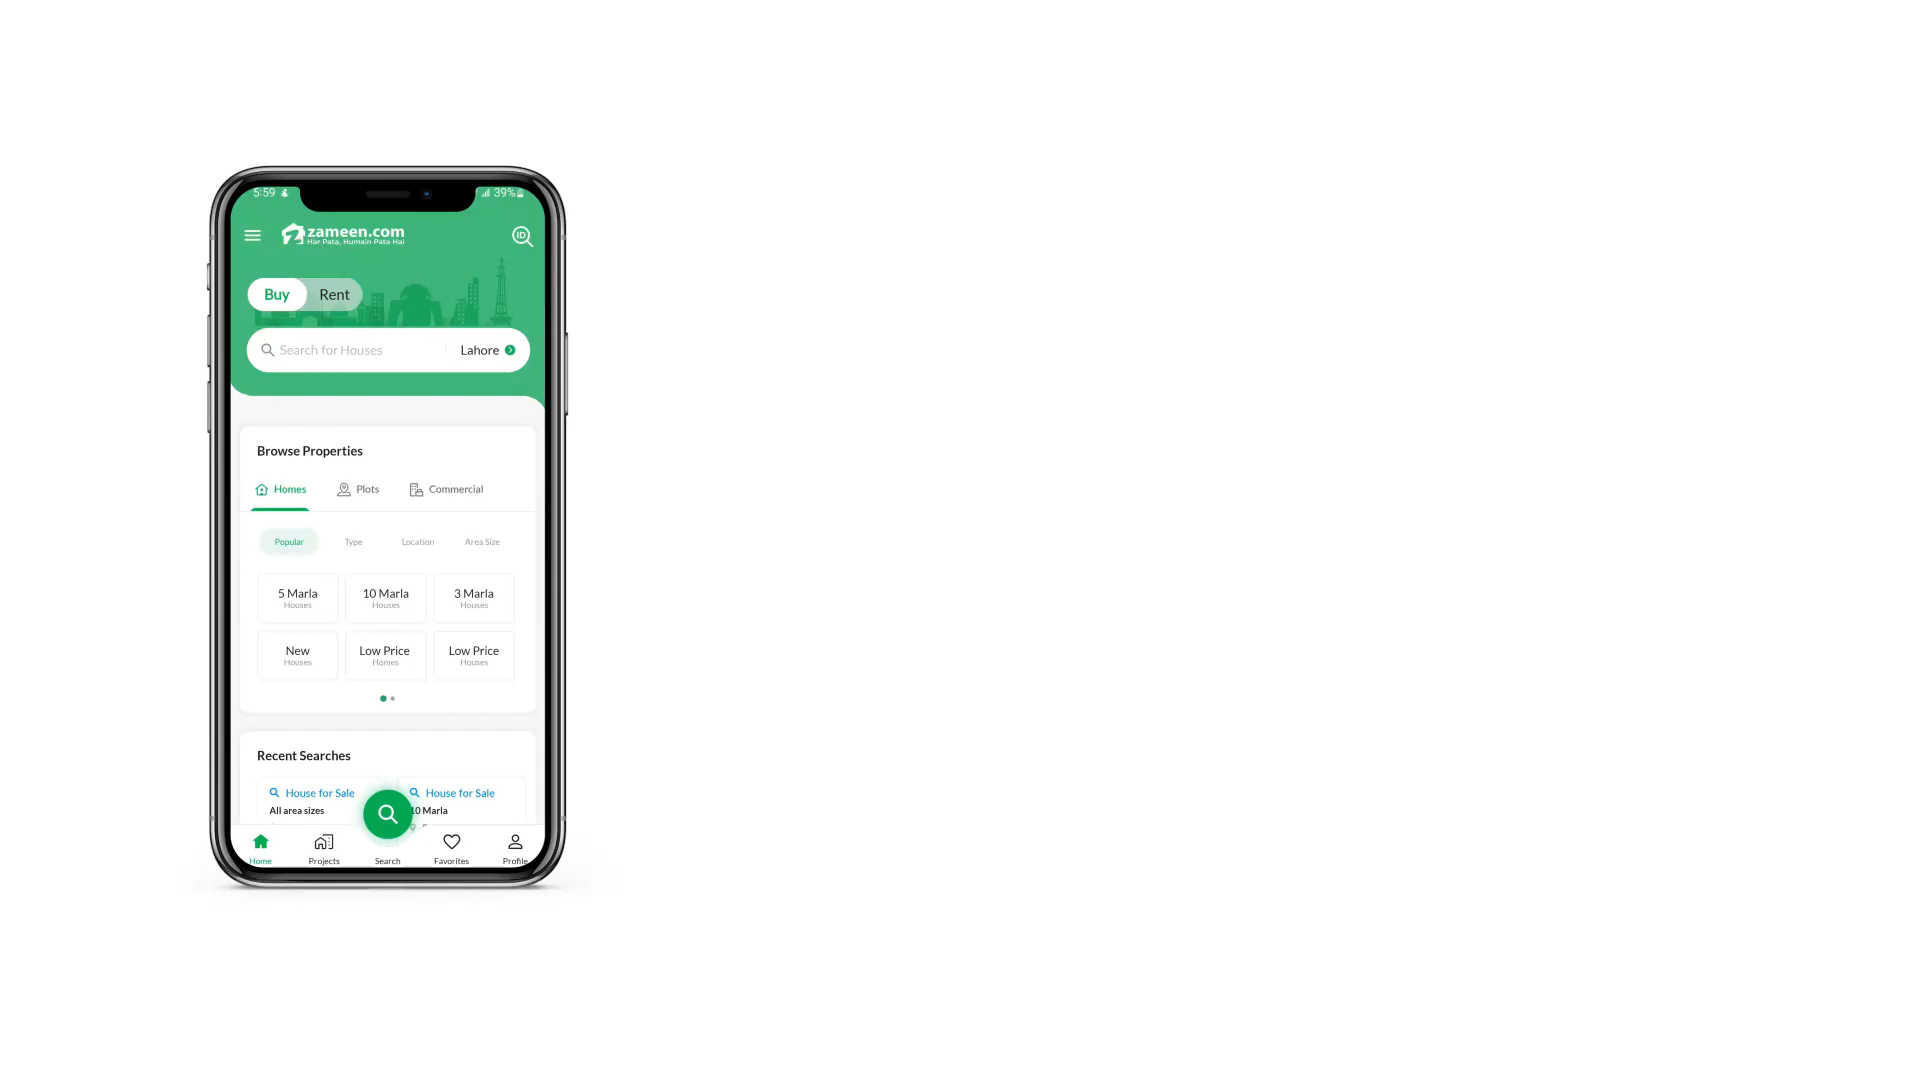 5:59
39%
zameen.com
Har Pata, Humain Pata Hai
ID
Buy Rent
Search for Houses Lahore
Browse Properties
Homes Plots Commercial
Popular Type Location Area Size
5 Marla 10 Marla 3 Marla
Houses Houses Houses
New Low Price Low Price
Houses Homes Houses
Recent Searches
House for Sale House for Sale
All area sizes 10 Marla
Home Projects Search Favorites Profile